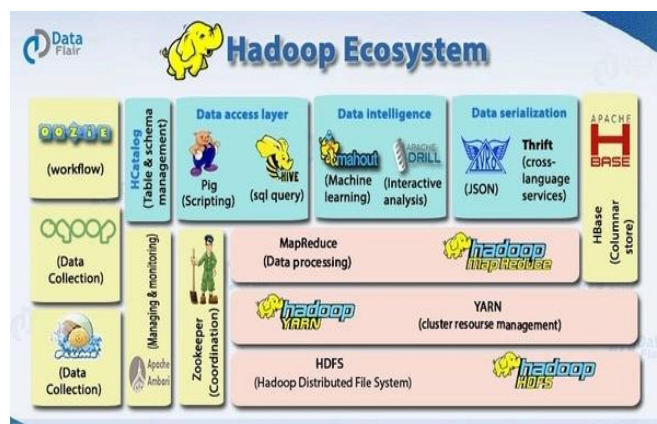 Data
Flair
Hadoop Ecosystem
OOZIE
(workflow)
sqoop
(Data
Collection)
FLUME
(Data
Collection)
HCatalog
(Table & schema
management)
(Managing & monitoring)
Apache
Ambari
Zookeeper
(Coordination)
Data access layer
Pig
(Scripting)
HIVE
(sql query)
Data intelligence
mahout
(Machine
learning)
APACHE
DRILL
(Interactive
analysis)
Data serialization
AVRO
(JSON)
Thrift
(cross-
language
services)
APACHE
H
BASE
HBase
(Columnar
store)
MapReduce
(Data processing)
hadoop
Map Reduce
hadoop
YARN
YARN
(cluster resourse management)
HDFS
(Hadoop Distributed File System)
hadoop
HDFS